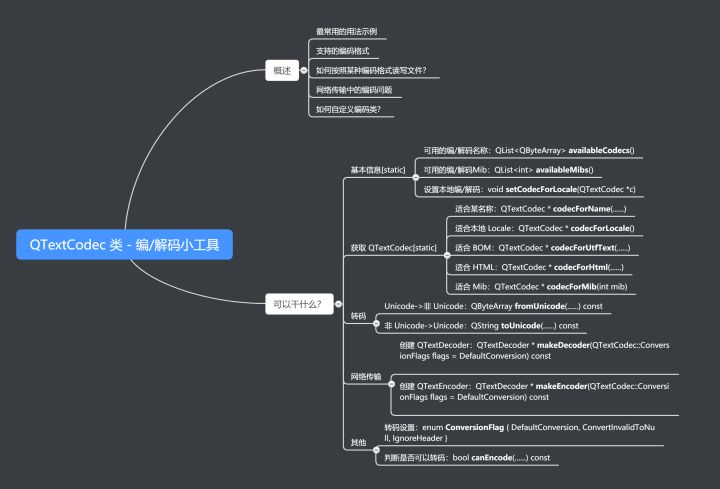 最常用的用法示例
支持的编码格式
概述
如何按照某种编码格式读写文件？
网络传输中的编码问题
如何自定义编码类？
可用的编/解码名称：QList<QByteArray> availableCodecs()
基本信息[static]
可用的编/解码Mib：QList<int> availableMibs()
设置本地编/解码：void setCodecForLocale(QTextCodec *c)
适合某名称：QTextCodec * codecForName(......)
适合本地 Locale：QTextCodec * codecForLocale()
QTextCodec 类 - 编/解码小工具
获取 QTextCodec[static]
适合 BOM：QTextCodec * codecForUtfText(......)
适合 HTML：QTextCodec * codecForHtml(......)
适合 Mib：QTextCodec * codecForMib(int mib)
可以干什么？
Unicode->非 Unicode：QByteArray fromUnicode(......) const
转码
非 Unicode->Unicode：QString toUnicode(......) const
创建 QTextDecoder：QTextDecoder * makeDecoder(QTextCodec::Convers
ionFlags flags = DefaultConversion) const
网络传输
创建 QTextEncoder：QTextDecoder * makeEncoder(QTextCodec::Conversi
onFlags flags = DefaultConversion) const
转码设置：enum ConversionFlag { DefaultConversion, ConvertInvalidToNu
ll, IgnoreHeader }
其他
判断是否可以转码：bool canEncode(......) const